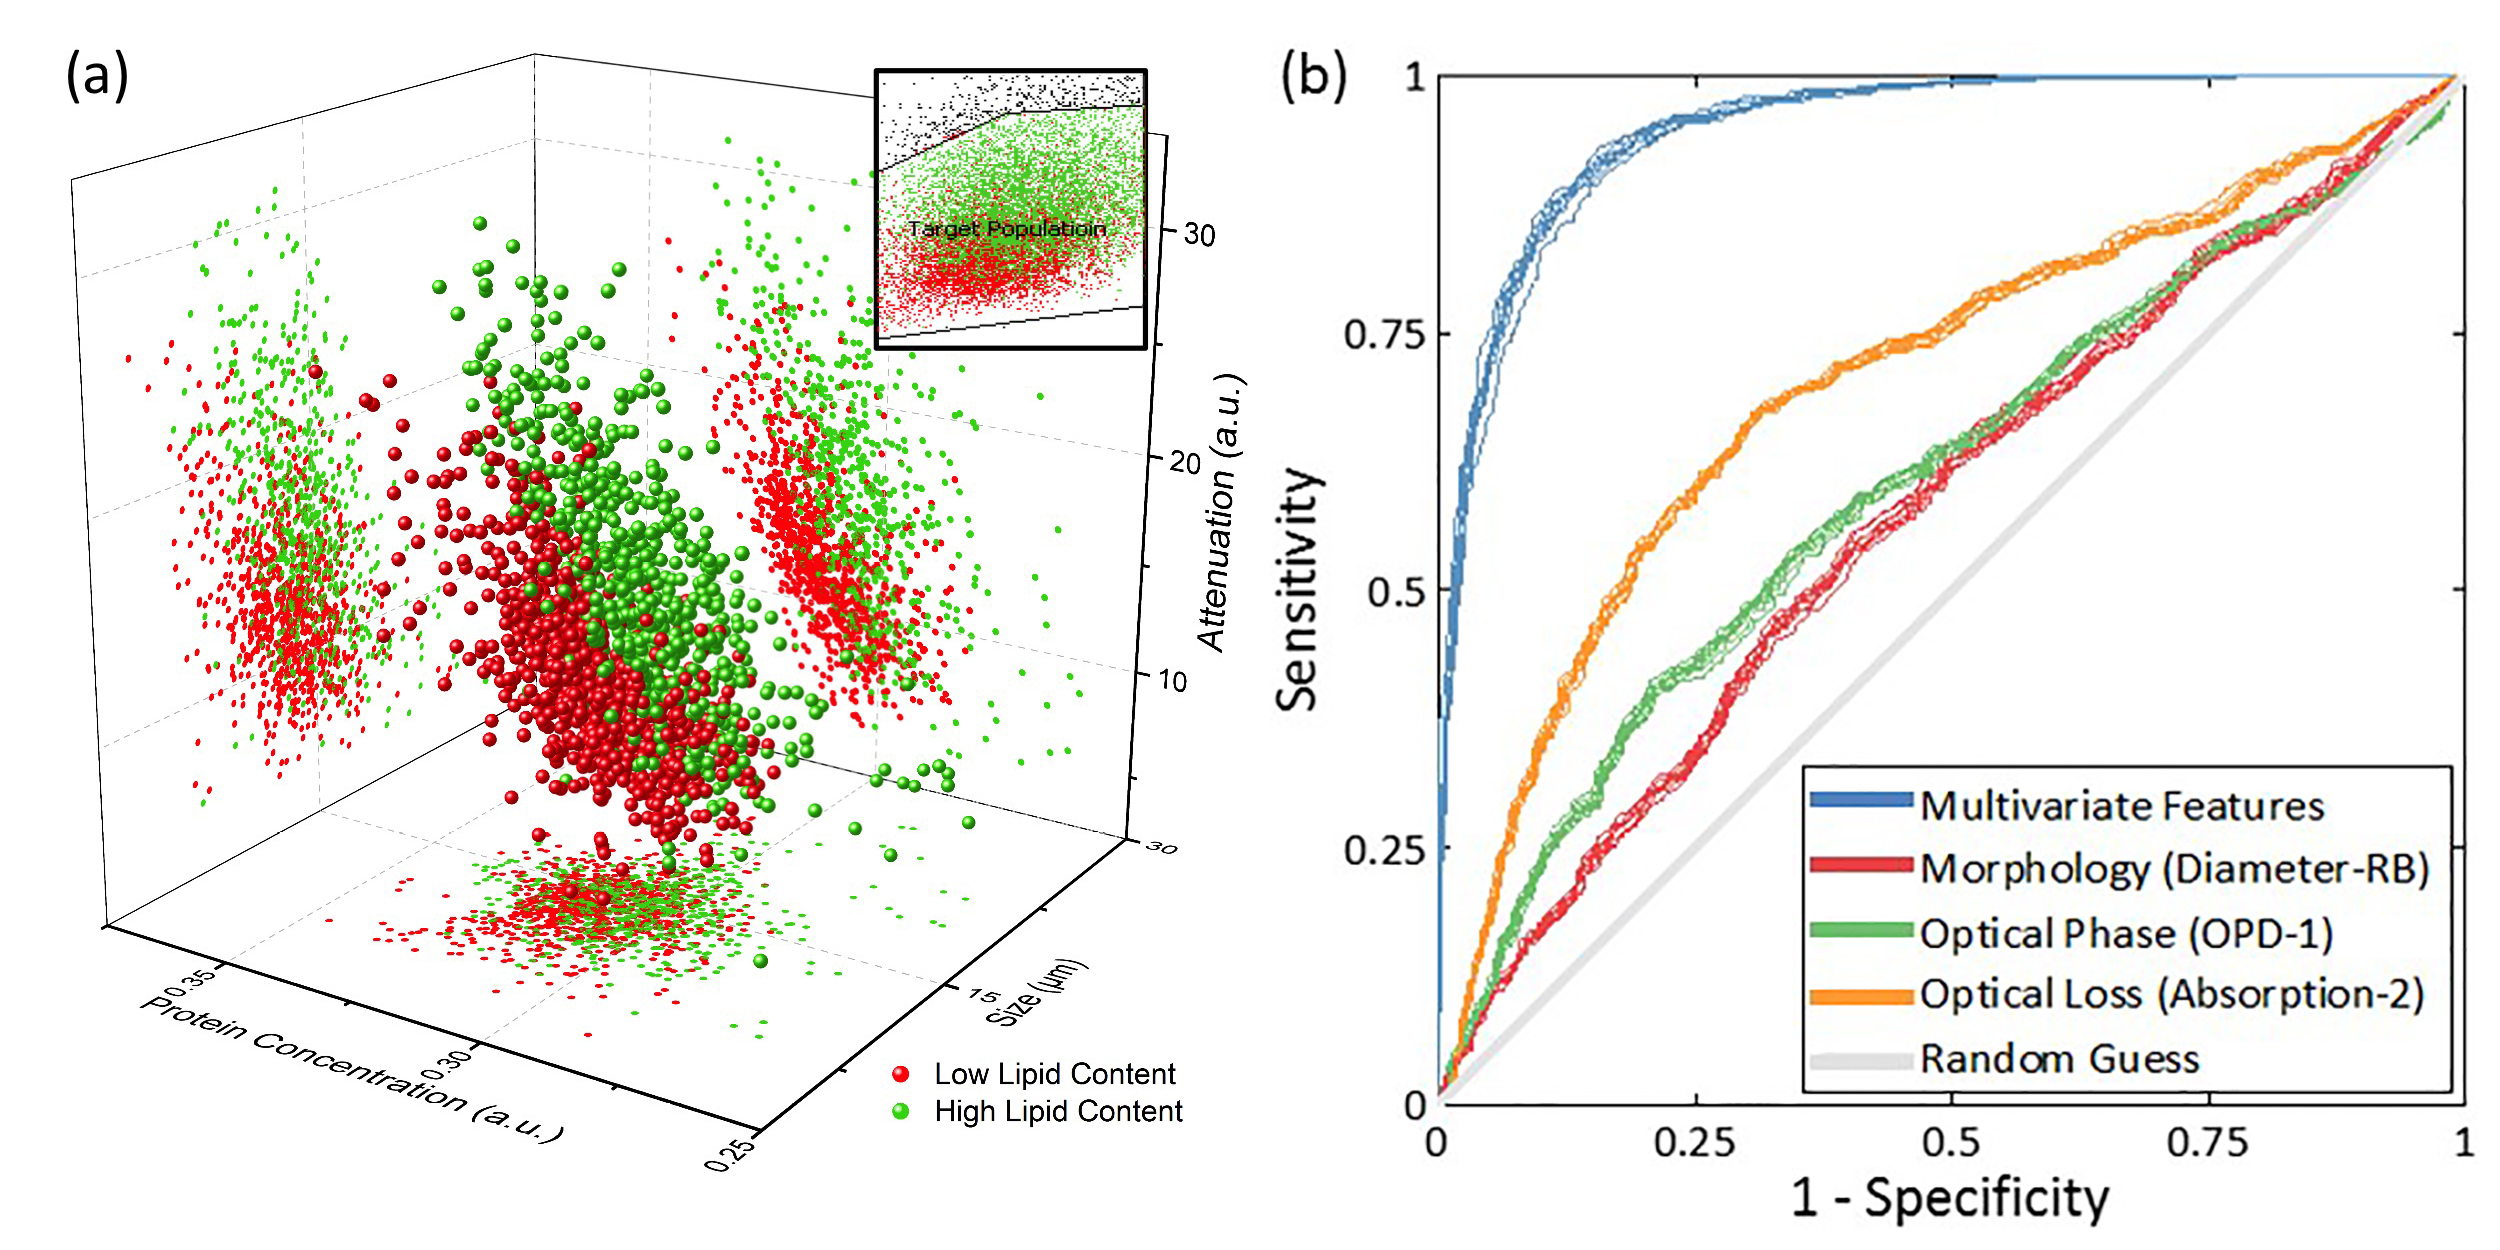 (a)
Target Populatioin
30
20
10
Attenuation (a.u.)
30
15
Size (µm)
0.35
0.30
0.25
Protein Concentration (a.u.)
Low Lipid Content
High Lipid Content
(b)
1
0.75
0.5
0.25
0
Sensitivity
Multivariate Features
Morphology (Diameter-RB)
Optical Phase (OPD-1)
Optical Loss (Absorption-2)
Random Guess
0
0.25
0.5
0.75
1
1 - Specificity